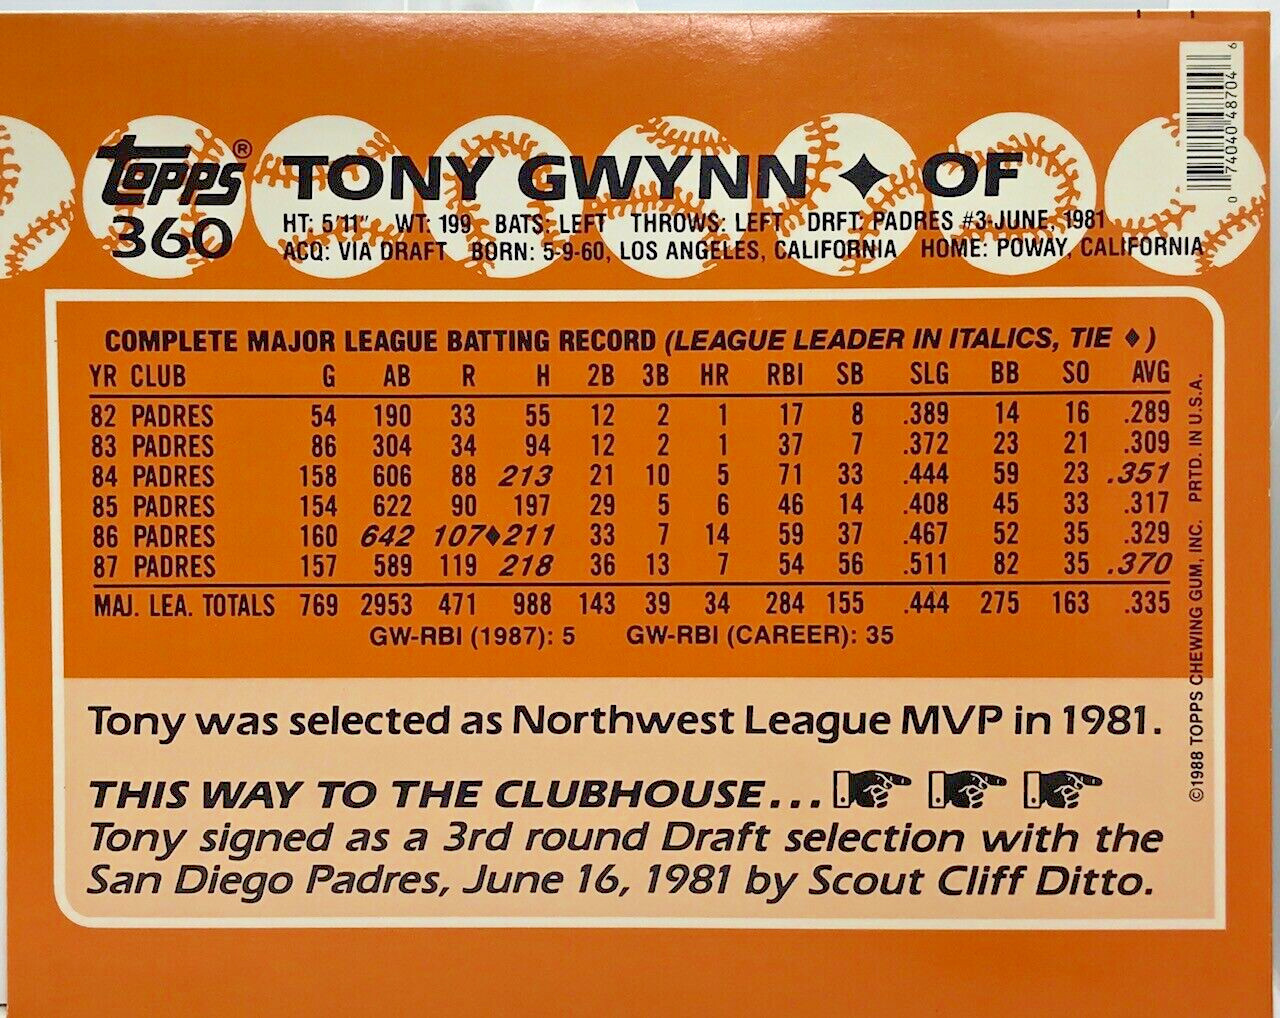 Topps®
360
TONY GWYNN ✦ OF
HT: 5'11" WT: 199 BATS: LEFT THROWS: LEFT DRFT: PADRES #3-JUNE, 1981
ACQ: VIA DRAFT BORN: 5-9-60, LOS ANGELES, CALIFORNIA HOME: POWAY, CALIFORNIA
0 74040 48704 6
COMPLETE MAJOR LEAGUE BATTING RECORD (LEAGUE LEADER IN ITALICS, TIE ♦)
YR CLUB G AB R H 2B 3B HR RBI SB SLG BB SO AVG
82 PADRES 54 190 33 55 12 2 1 17 8 .389 14 16 .289
83 PADRES 86 304 34 94 12 2 1 37 7 .372 23 21 .309
84 PADRES 158 606 88 213 21 10 5 71 33 .444 59 23 .351
85 PADRES 154 622 90 197 29 5 6 46 14 .408 45 33 .317
86 PADRES 160 642 107♦211 33 7 14 59 37 .467 52 35 .329
87 PADRES 157 589 119 218 36 13 7 54 56 .511 82 35 .370
MAJ. LEA. TOTALS 769 2953 471 988 143 39 34 284 155 .444 275 163 .335
GW-RBI (1987): 5 GW-RBI (CAREER): 35
Tony was selected as Northwest League MVP in 1981.
THIS WAY TO THE CLUBHOUSE...
Tony signed as a 3rd round Draft selection with the
San Diego Padres, June 16, 1981 by Scout Cliff Ditto.
©1988 TOPPS CHEWING GUM, INC. PRTD. IN U.S.A.